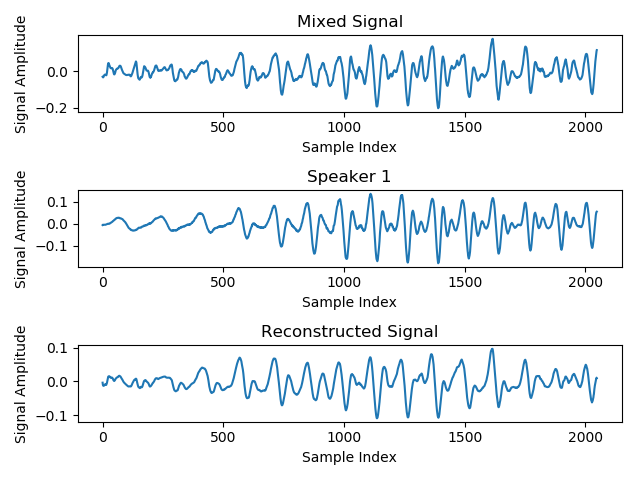 Mixed Signal
Signal Amplitude
0.0
−0.2
0 500 1000 1500 2000
Sample Index
Speaker 1
Signal Amplitude
0.1
0.0
−0.1
0 500 1000 1500 2000
Sample Index
Reconstructed Signal
Signal Amplitude
0.1
0.0
−0.1
0 500 1000 1500 2000
Sample Index